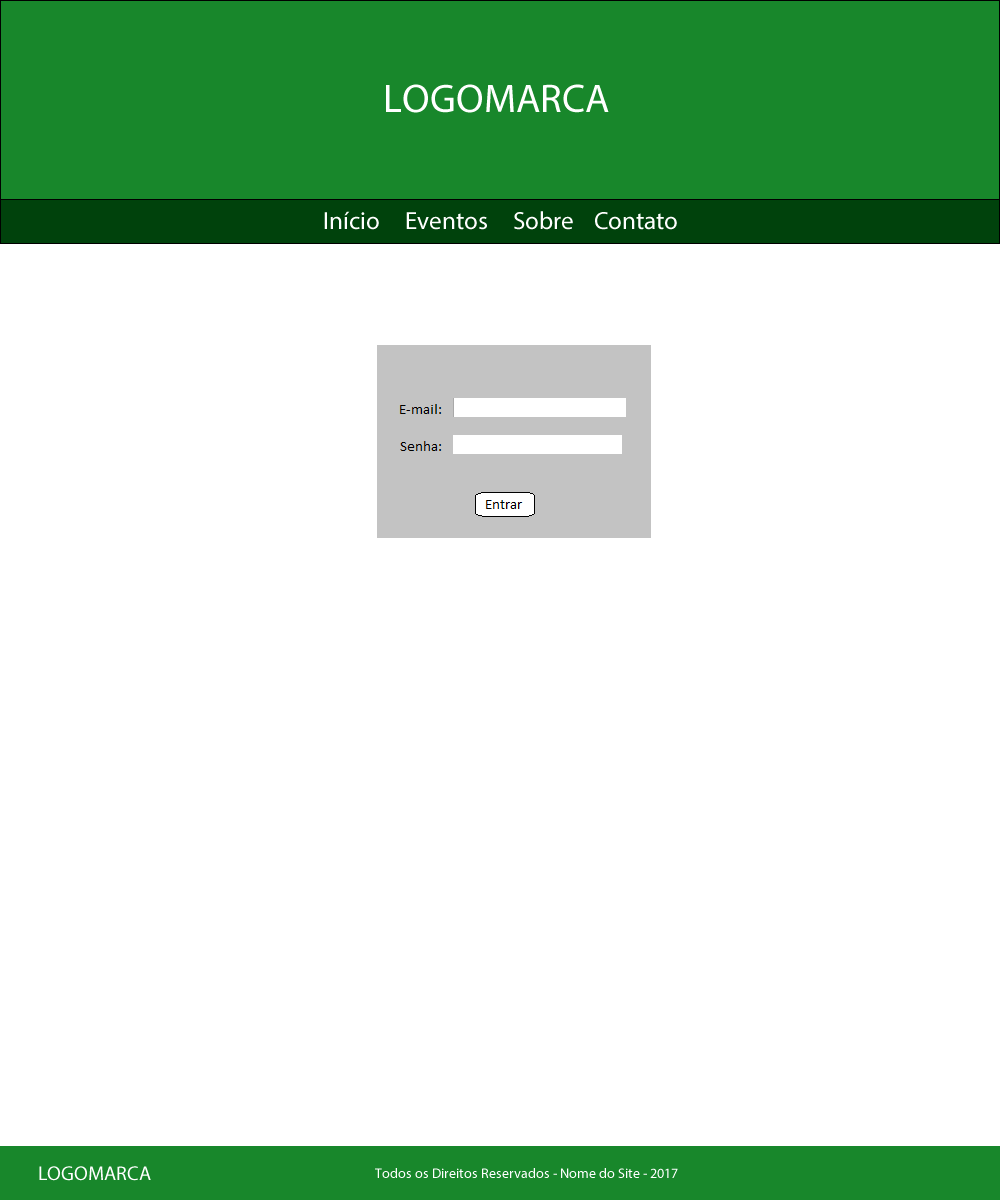 LOGOMARCA
Início Eventos Sobre Contato
E-mail:
Senha:
Entrar
LOGOMARCA Todos os Direitos Reservados - Nome do Site - 2017